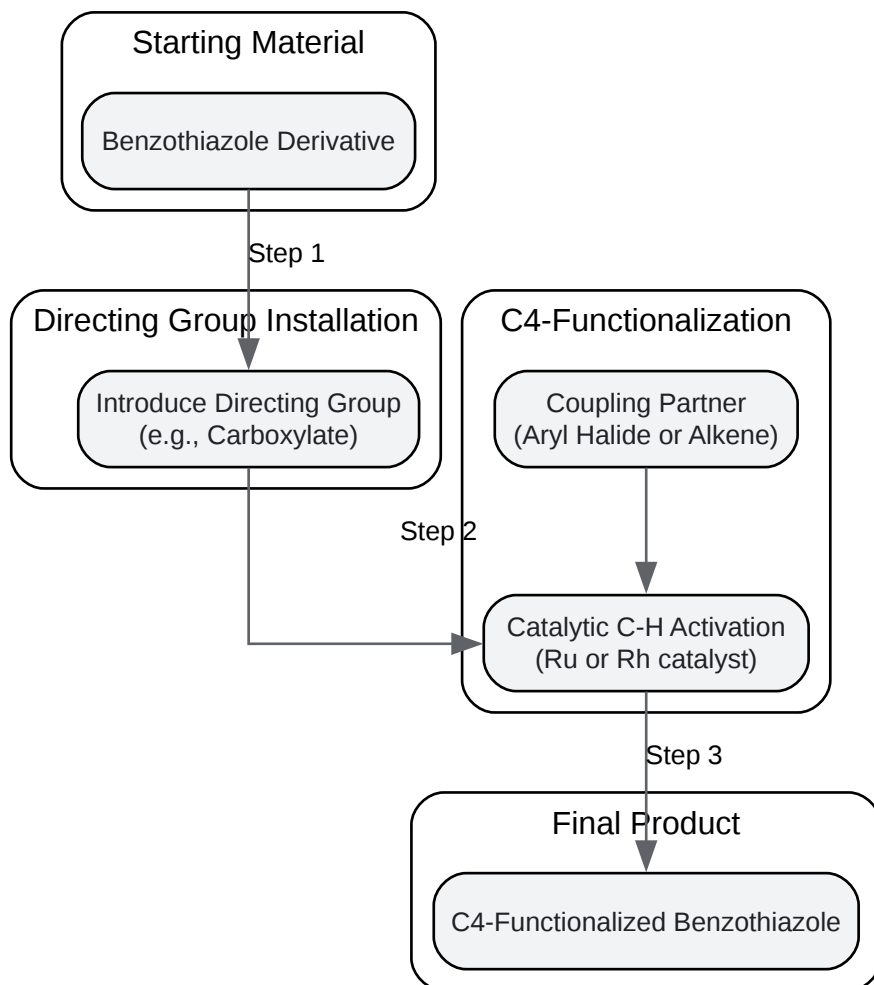 Starting Material
Benzothiazole Derivative
Step 1
Directing Group Installation
Introduce Directing Group
(e.g., Carboxylate)
C4-Functionalization
Coupling Partner
(Aryl Halide or Alkene)
Step 2
Catalytic C-H Activation
(Ru or Rh catalyst)
Step 3
Final Product
C4-Functionalized Benzothiazole